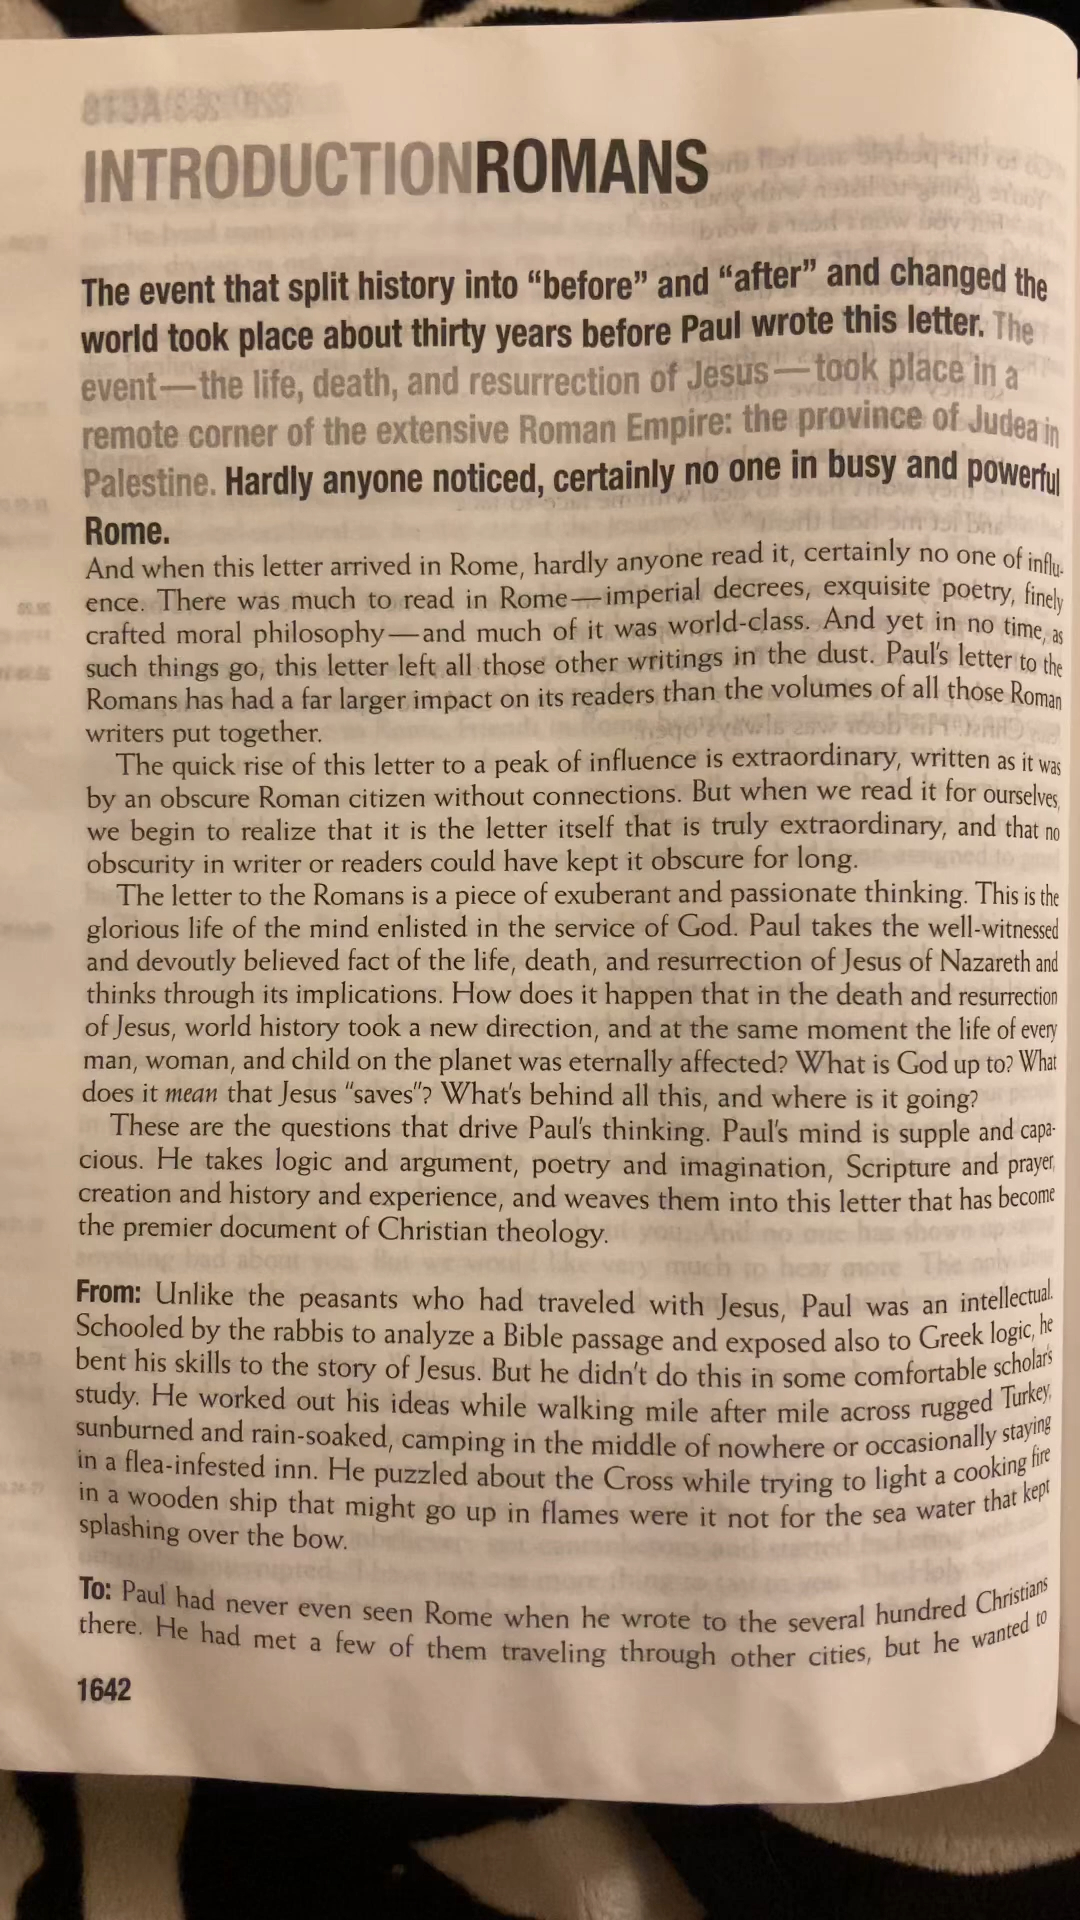 INTRODUCTIONROMANS
The event that split history into “before” and “after” and changed the
world took place about thirty years before Paul wrote this letter. The
event—the life, death, and resurrection of Jesus—took place in a
remote corner of the extensive Roman Empire: the province of Judea in
Palestine. Hardly anyone noticed, certainly no one in busy and powerful
Rome.
And when this letter arrived in Rome, hardly anyone read it, certainly no one of influ-
ence. There was much to read in Rome—imperial decrees, exquisite poetry, finely
crafted moral philosophy—and much of it was world-class. And yet in no time, as
such things go, this letter left all those other writings in the dust. Paul's letter to the
Romans has had a far larger impact on its readers than the volumes of all those Roman
writers put together.
The quick rise of this letter to a peak of influence is extraordinary, written as it was
by an obscure Roman citizen without connections. But when we read it for ourselves,
we begin to realize that it is the letter itself that is truly extraordinary, and that no
obscurity in writer or readers could have kept it obscure for long.
The letter to the Romans is a piece of exuberant and passionate thinking. This is the
glorious life of the mind enlisted in the service of God. Paul takes the well-witnessed
and devoutly believed fact of the life, death, and resurrection of Jesus of Nazareth and
thinks through its implications. How does it happen that in the death and resurrection
of Jesus, world history took a new direction, and at the same moment the life of every
man, woman, and child on the planet was eternally affected? What is God up to? What
does it mean that Jesus "saves"? What's behind all this, and where is it going?
These are the questions that drive Paul's thinking. Paul's mind is supple and capa-
cious. He takes logic and argument, poetry and imagination, Scripture and prayer,
creation and history and experience, and weaves them into this letter that has become
the premier document of Christian theology.
From: Unlike the peasants who had traveled with Jesus, Paul was an intellectual.
Schooled by the rabbis to analyze a Bible passage and exposed also to Greek logic, he
bent his skills to the story of Jesus. But he didn't do this in some comfortable scholar's
study. He worked out his ideas while walking mile after mile across rugged Turkey,
sunburned and rain-soaked, camping in the middle of nowhere or occasionally staying
in a flea-infested inn. He puzzled about the Cross while trying to light a cooking fire
in a wooden ship that might go up in flames were it not for the sea water that kept
splashing over the bow.
To: Paul had never even seen Rome when he wrote to the several hundred Christians
there. He had met a few of them traveling through other cities, but he wanted to
1642